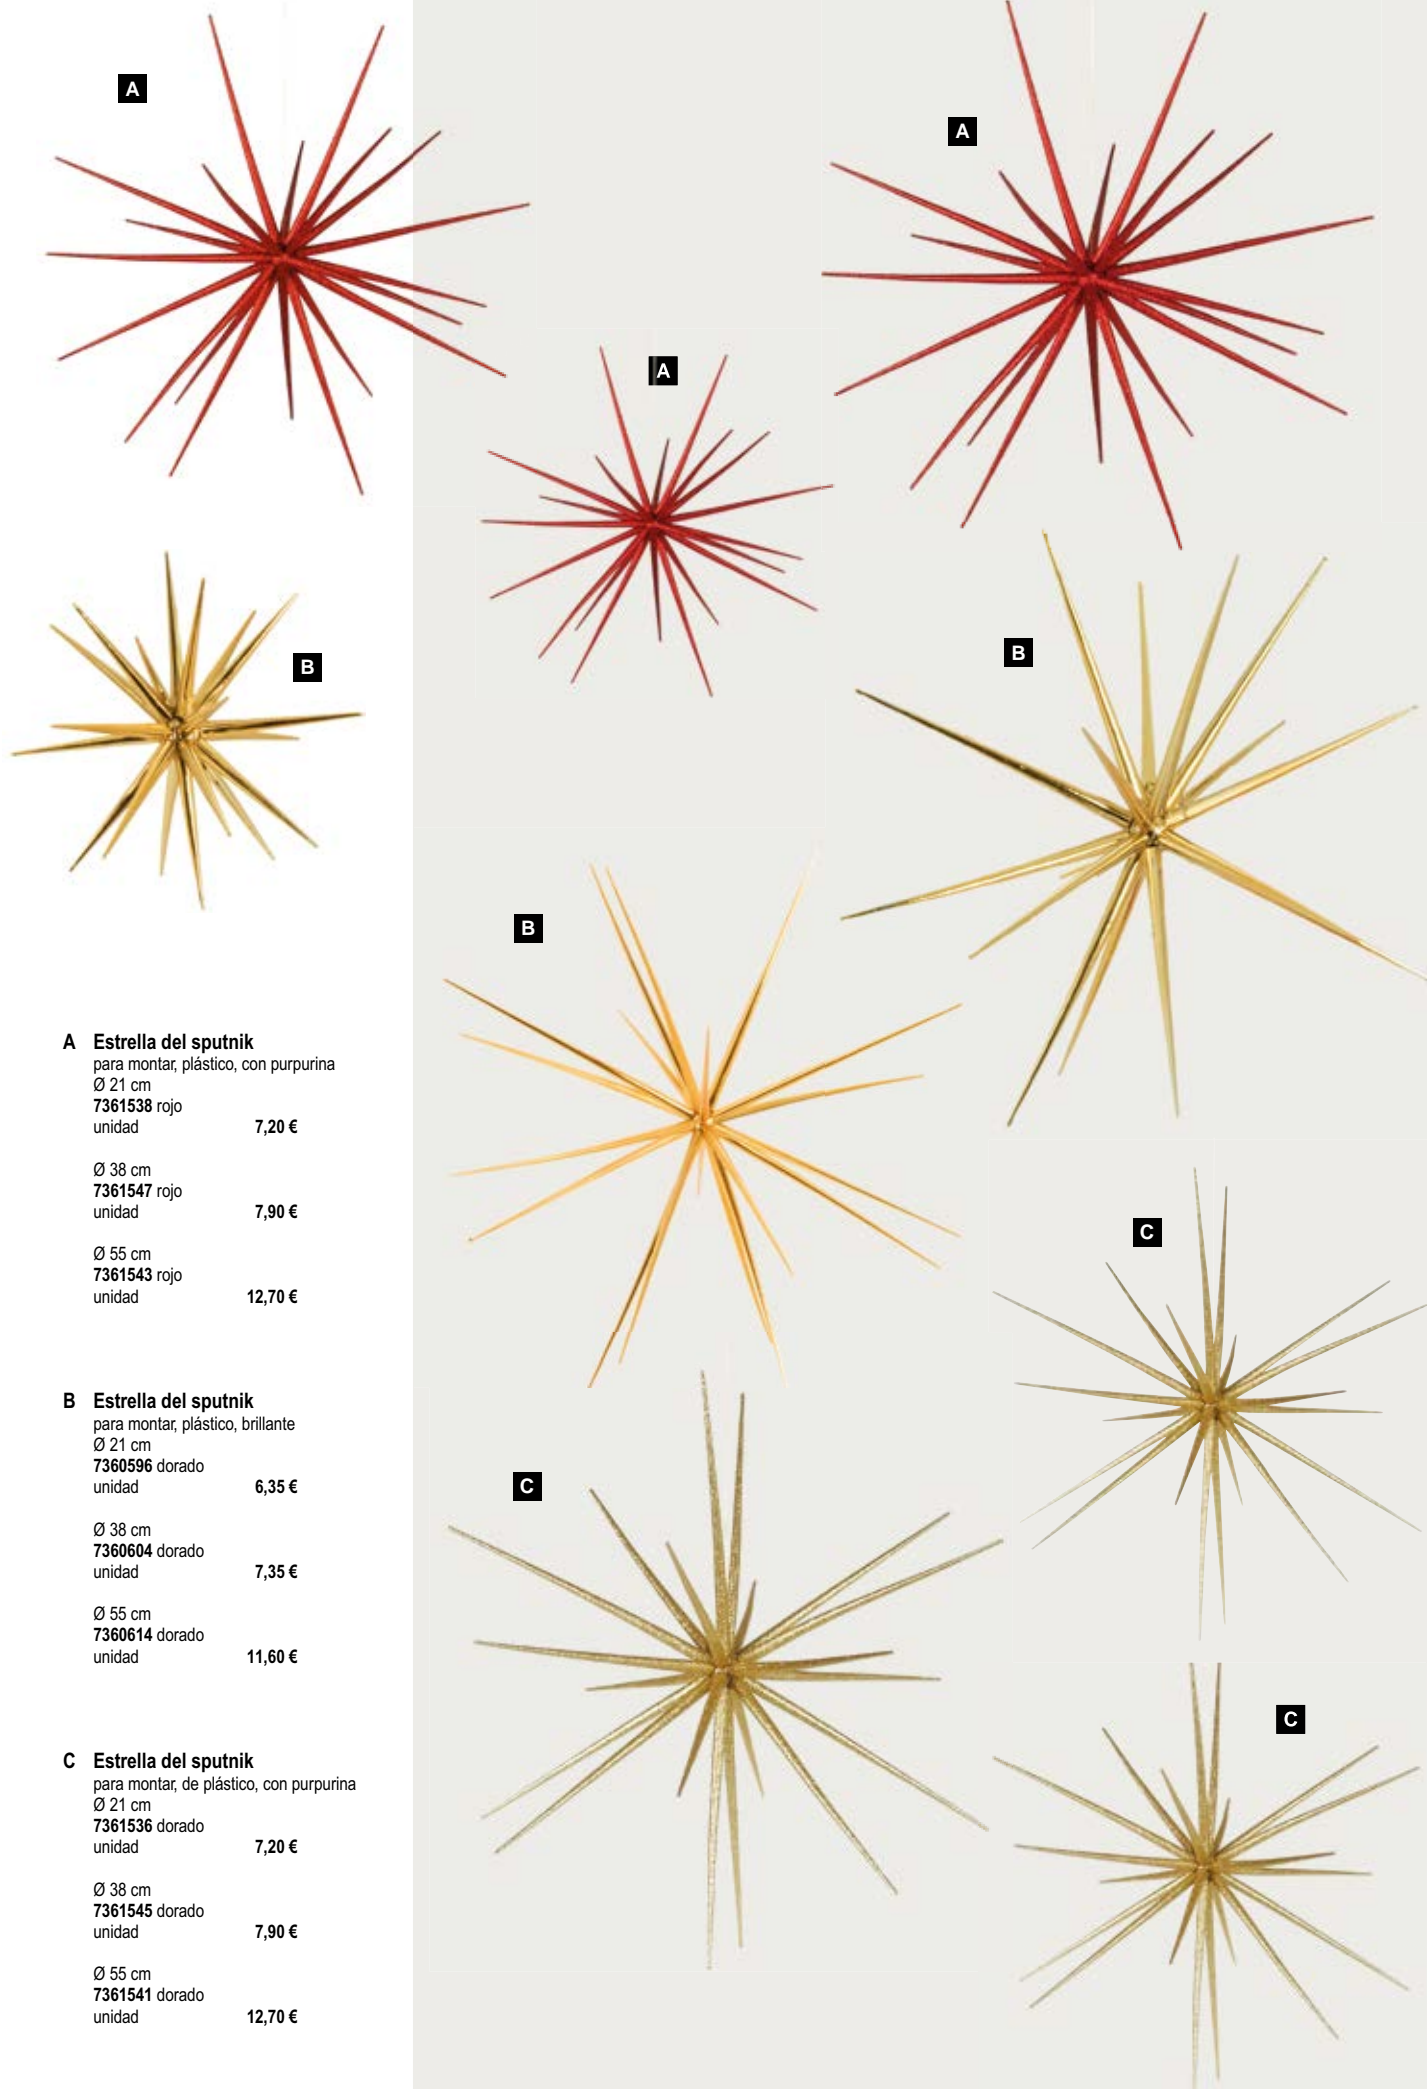 A
A
A
B
B
B
A Estrella del sputnik
para montar, plástico, con purpurina
Ø 21 cm
7361538 rojo
unidad 7,20 €
Ø 38 cm
7361547 rojo
unidad 7,90 €
Ø 55 cm
7361543 rojo
unidad 12,70 €
B Estrella del sputnik
para montar, plástico, brillante
Ø 21 cm
7360596 dorado
unidad 6,35 €
Ø 38 cm
7360604 dorado
unidad 7,35 €
Ø 55 cm
7360614 dorado
unidad 11,60 €
C Estrella del sputnik
para montar, de plástico, con purpurina
Ø 21 cm
7361536 dorado
unidad 7,20 €
Ø 38 cm
7361545 dorado
unidad 7,90 €
Ø 55 cm
7361541 dorado
unidad 12,70 €
C
C
C